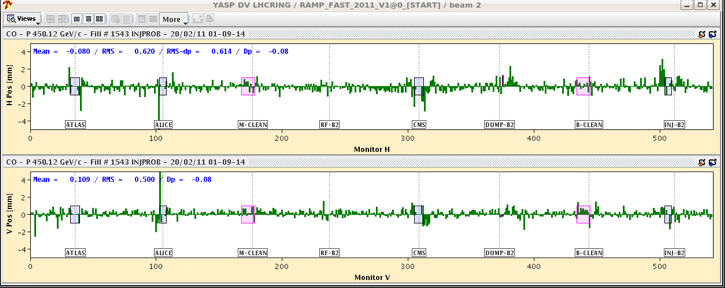 YASP DV LHCRING / RAMP_FAST_2011_V1@0_[START] / beam 2
Views
More
CO - P 450.12 GeV/c - Fill # 1543 INJPROB - 20/02/11 01-09-14
Mean = -0.080 / RMS = 0.620 / RMS-dp = 0.614 / Dp = -0.08
H Pos [mm]
4
2
0
-2
-4
ATLAS
ALICE
M-CLEAN
RF-B2
CMS
DUMP-B2
B-CLEAN
INJ-B2
0 100 200 300 400 500
Monitor H
CO - P 450.12 GeV/c - Fill # 1543 INJPROB - 20/02/11 01-09-14
Mean = 0.109 / RMS = 0.500 / Dp = -0.08
V Pos [mm]
4
2
0
-2
-4
ATLAS
ALICE
M-CLEAN
RF-B2
CMS
DUMP-B2
B-CLEAN
INJ-B2
0 100 200 300 400 500
Monitor V